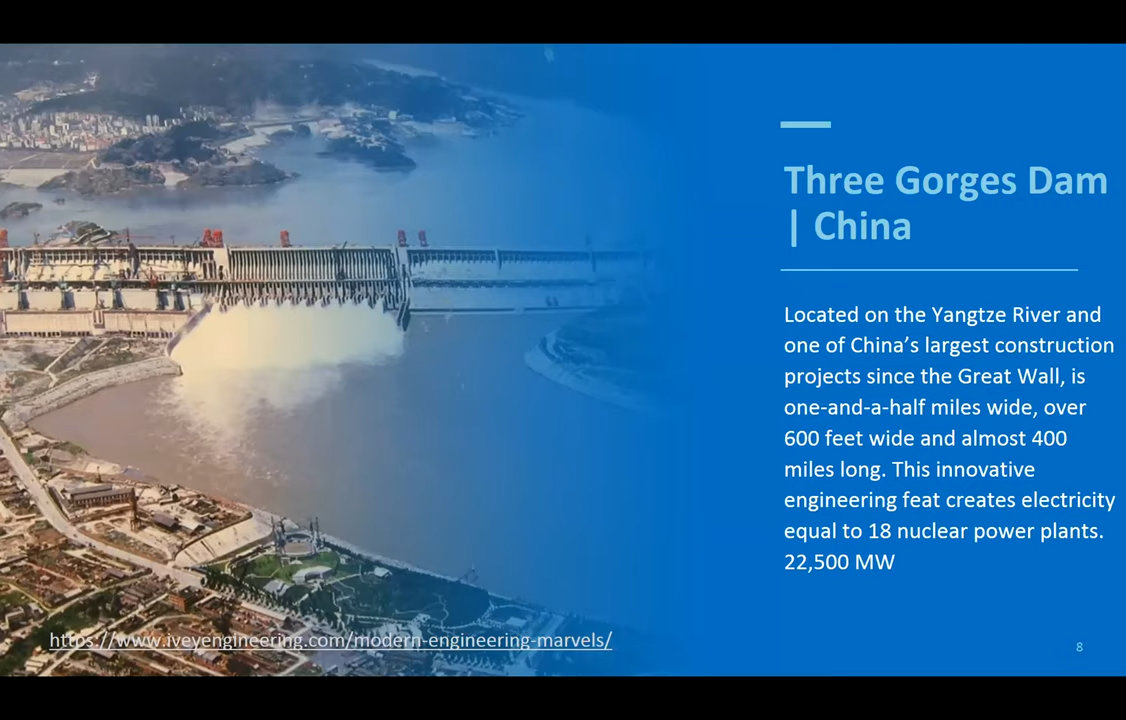 Three Gorges Dam
| China
Located on the Yangtze River and
one of China’s largest construction
projects since the Great Wall, is
one-and-a-half miles wide, over
600 feet wide and almost 400
miles long. This innovative
engineering feat creates electricity
equal to 18 nuclear power plants.
22,500 MW
https://www.iveyengineering.com/modern-engineering-marvels/
8